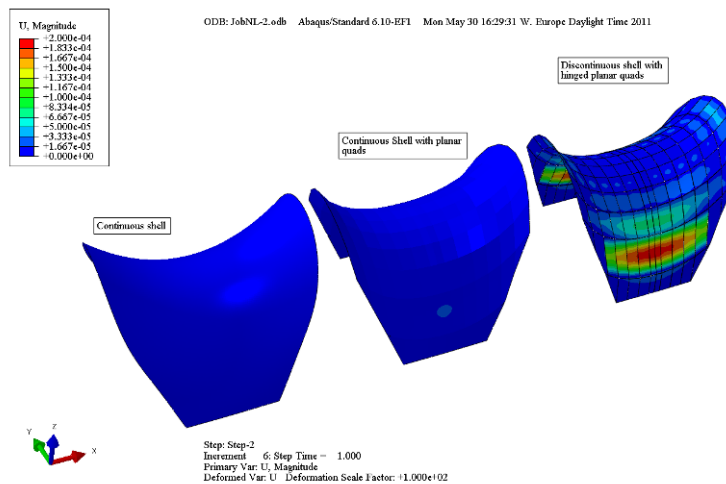 ODB: JobNL-2.odb Abaqus/Standard 6.10-EF1 Mon May 30 16:29:31 W. Europe Daylight Time 2011
U, Magnitude
+2.000e-04
+1.833e-04
+1.667e-04
+1.500e-04
+1.333e-04
+1.167e-04
+1.000e-04
+8.334e-05
+6.667e-05
+5.000e-05
+3.333e-05
+1.667e-05
+0.000e+00
Discontinuous shell with
hinged planar quads
Continuous Shell with planar
quads
Continuous shell
Y
Z
X
Step: Step-2
Increment 6: Step Time = 1.000
Primary Var: U, Magnitude
Deformed Var: U Deformation Scale Factor: +1.000e+02